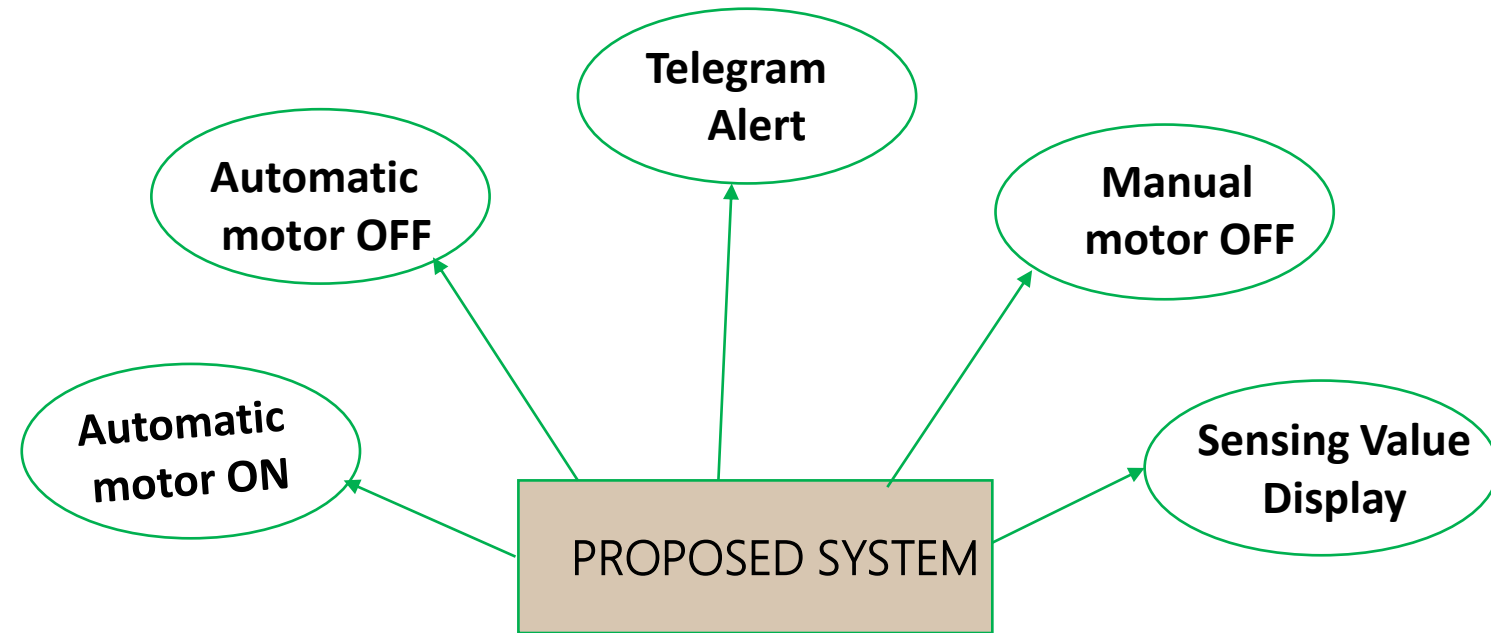 Telegram
Alert
Automatic
motor OFF
Manual
motor OFF
Automatic
motor ON
Sensing Value
Display
PROPOSED SYSTEM